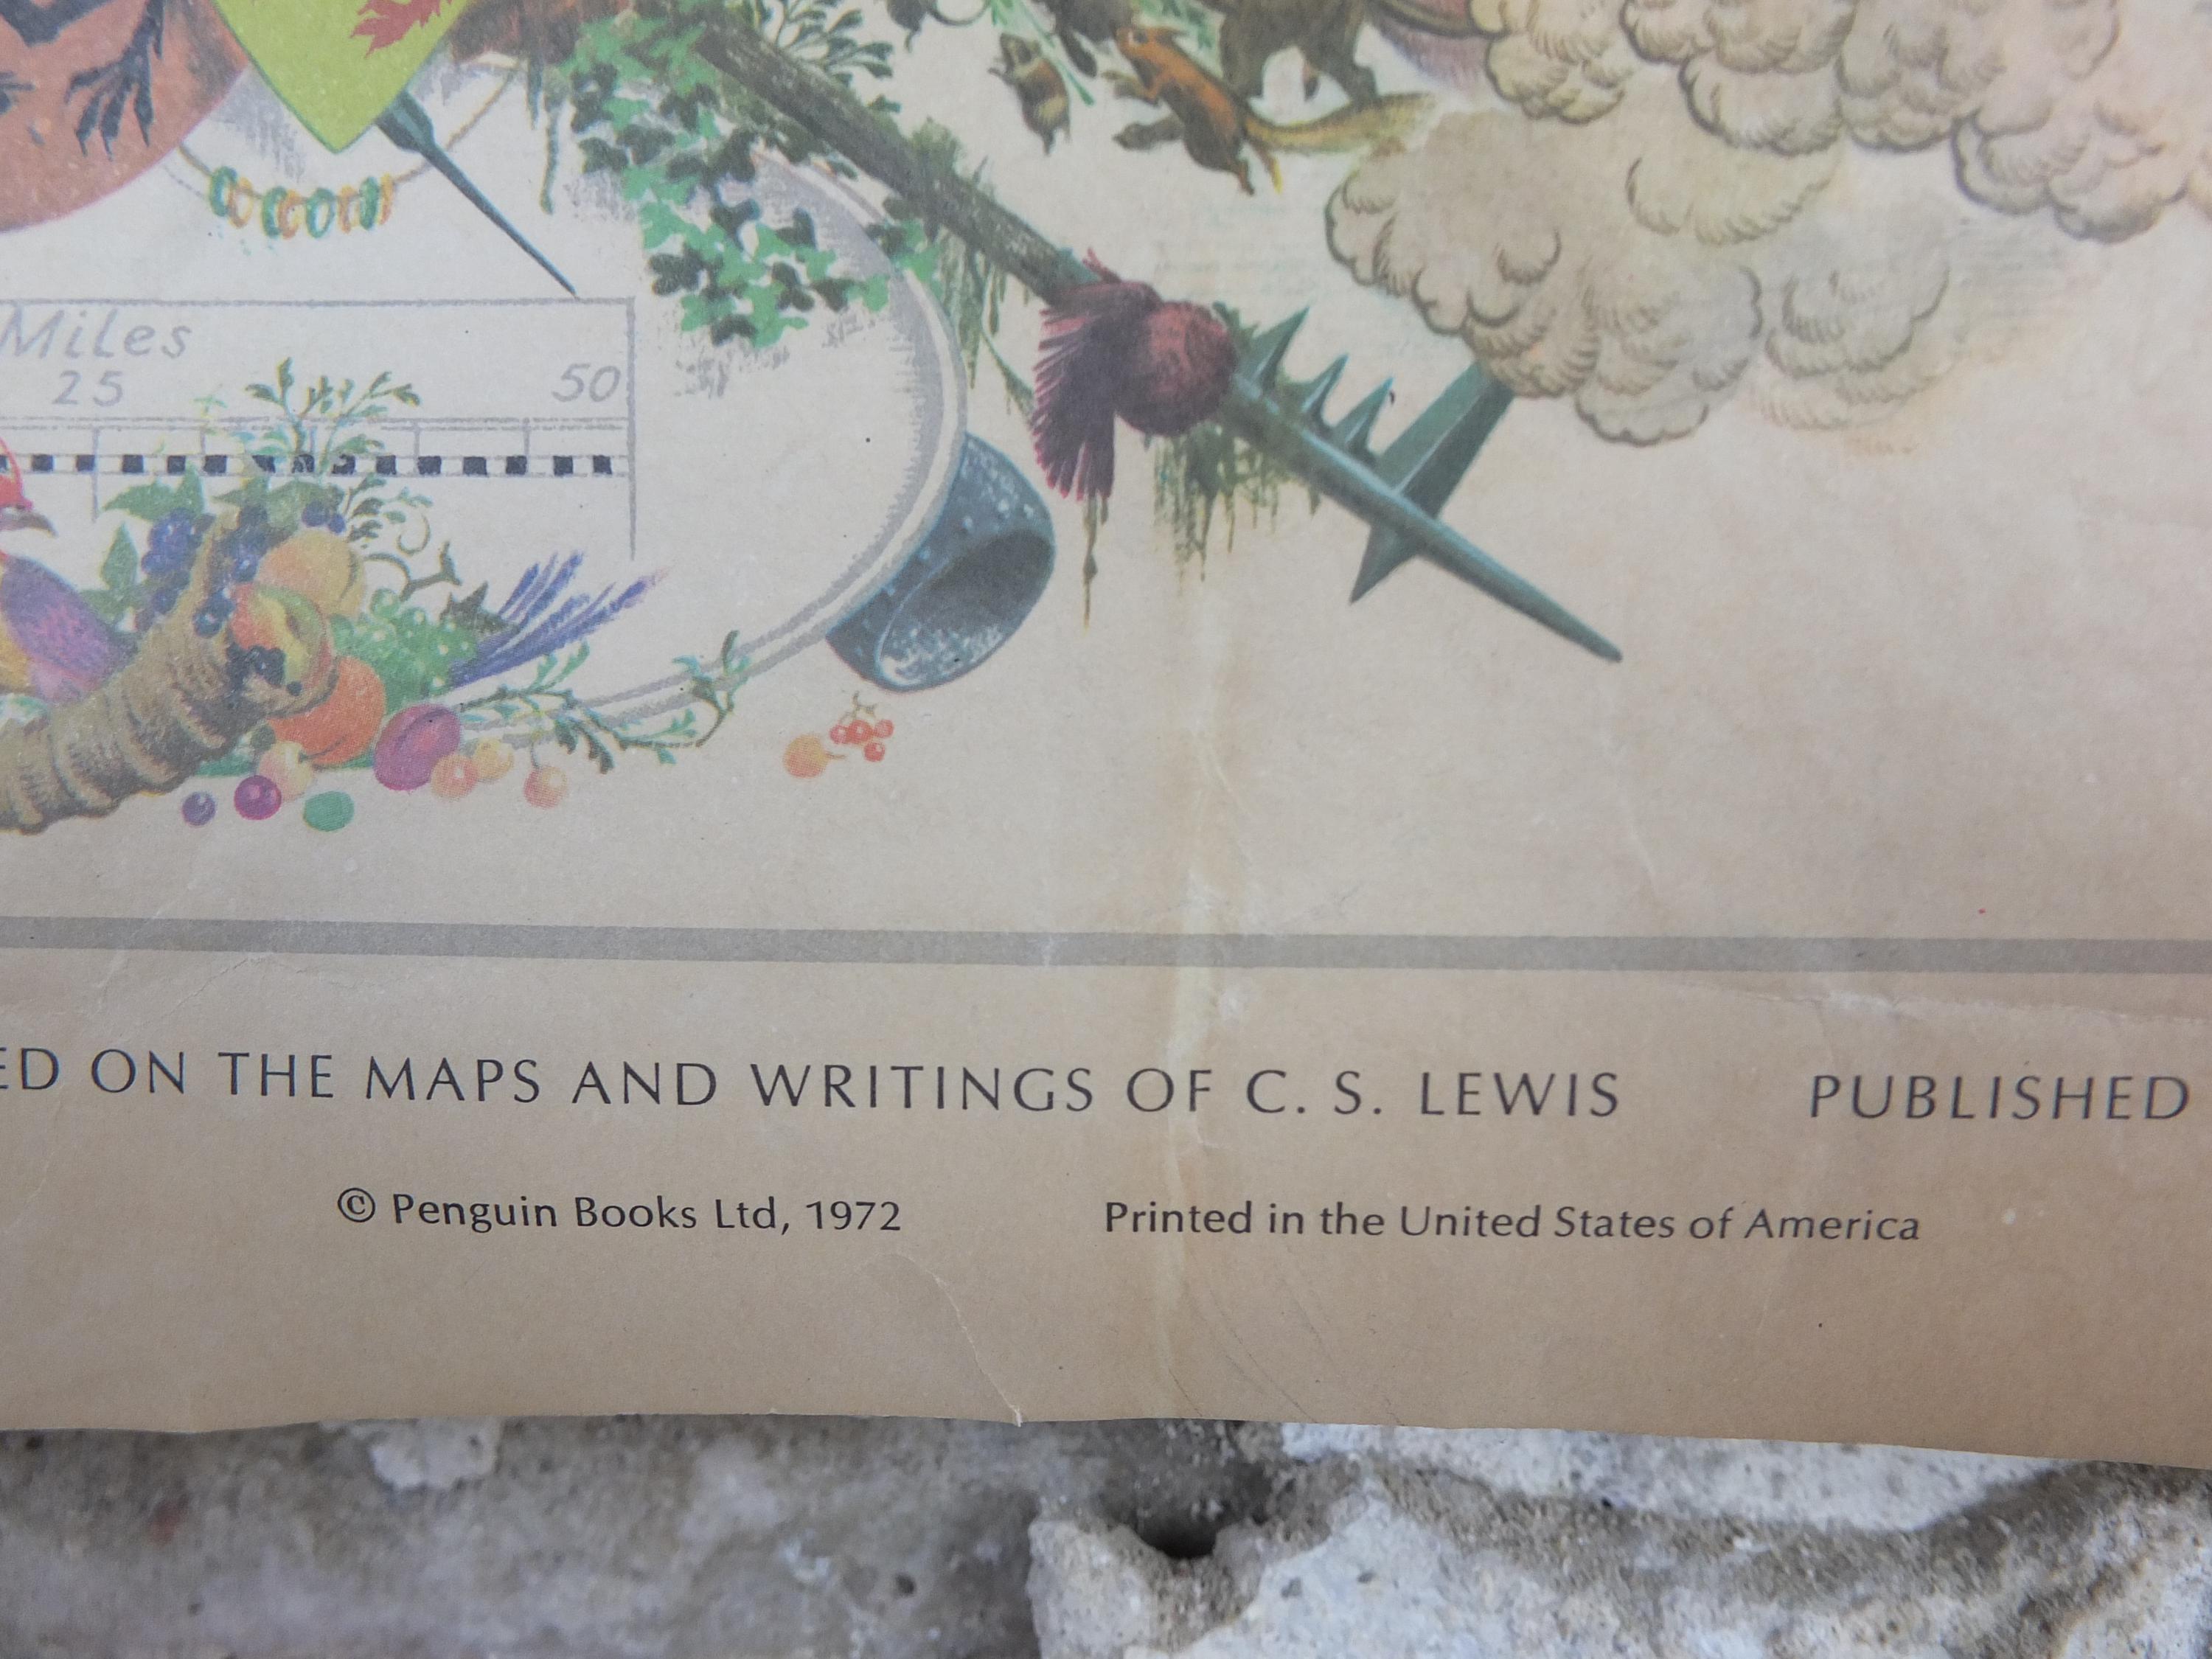 Miles
25 50
ED ON THE MAPS AND WRITINGS OF C. S. LEWIS PUBLISHED
© Penguin Books Ltd, 1972 Printed in the United States of America